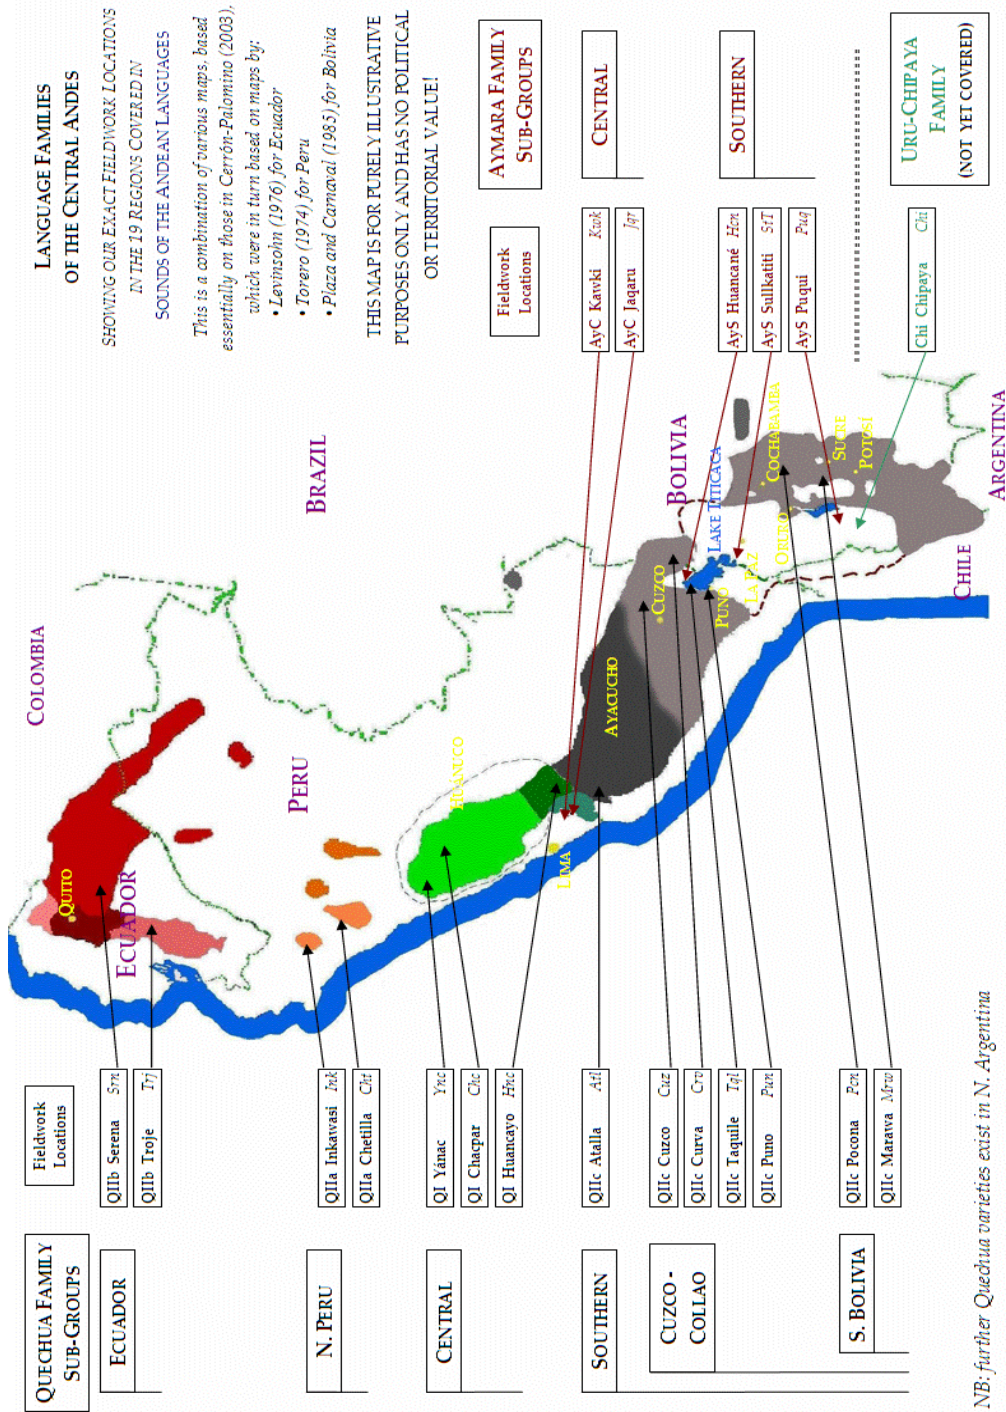 QUECHUA FAMILY
SUB-GROUPS
ECUADOR
N. PERU
CENTRAL
SOUTHERN
CUZCO -
COLLAO
S. BOLIVIA
Fieldwork
Locations
QIIb Serena Srn
QIIb Troje Trj
QIIa Inkawasi Ink
QIIa Chetilla Cht
QI Yánac Ync
QI Chacpar Chc
QI Huancayo Hnc
QIIc Atalla Atl
QIIc Cuzco Cuz
QIIc Curva Crv
QIIc Taquile Tql
QIIc Puno Pun
QIIc Pocona Pcn
QIIc Marawa Mrw
NB: further Quechua varieties exist in N. Argentina
COLOMBIA
QUITO
ECUADOR
PERU
BRAZIL
HUÁNUCO
LIMA
AYACUCHO
CUZCO
PUNO
LAKE TITICACA
LA PAZ
BOLIVIA
ORURO
COCHABAMBA
SUCRE
POTOSÍ
CHILE
ARGENTINA
LANGUAGE FAMILIES
OF THE CENTRAL ANDES
SHOWING OUR EXACT FIELDWORK LOCATIONS
IN THE 19 REGIONS COVERED IN
SOUNDS OF THE ANDEAN LANGUAGES
This is a combination of various maps, based
essentially on those in Cerrón-Palomino (2003),
which were in turn based on maps by:
• Levinsohn (1976) for Ecuador
• Torero (1974) for Peru
• Plaza and Carnaval (1985) for Bolivia
THIS MAP IS FOR PURELY ILLUSTRATIVE
PURPOSES ONLY AND HAS NO POLITICAL
OR TERRITORIAL VALUE!
Fieldwork
Locations
AyC Kawki Kwk
AyC Jaqaru Jqr
AyS Huancané Hcn
AyS Sullkatiti StT
AyS Puqui Puq
Chi Chipaya Chi
AYMARA FAMILY
SUB-GROUPS
CENTRAL
SOUTHERN
URU-CHIPAYA
FAMILY
(NOT YET COVERED)